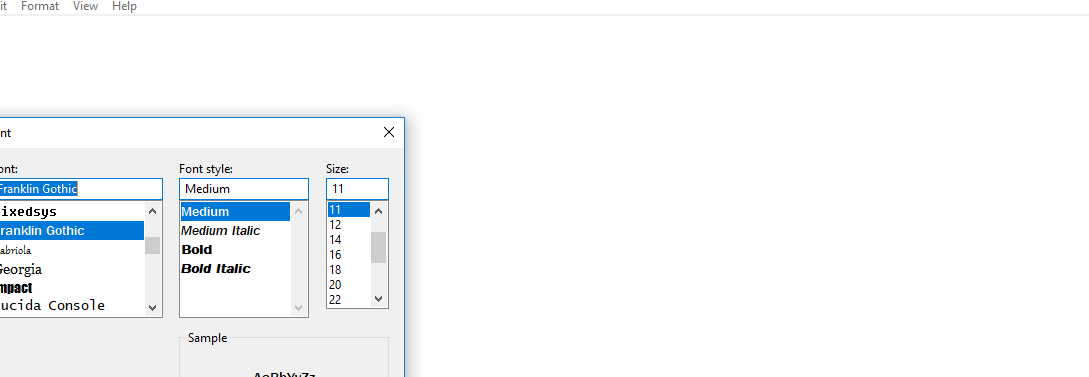 it Format View Help
nt
ont: Font style: Size:
Franklin Gothic Medium 11
ixedsys Medium 11
ranklin Gothic Medium Italic 12
abriola Bold 14
Georgia Bold Italic 16
mpact 18
ucida Console 20
22
Sample
AaBbYyZz